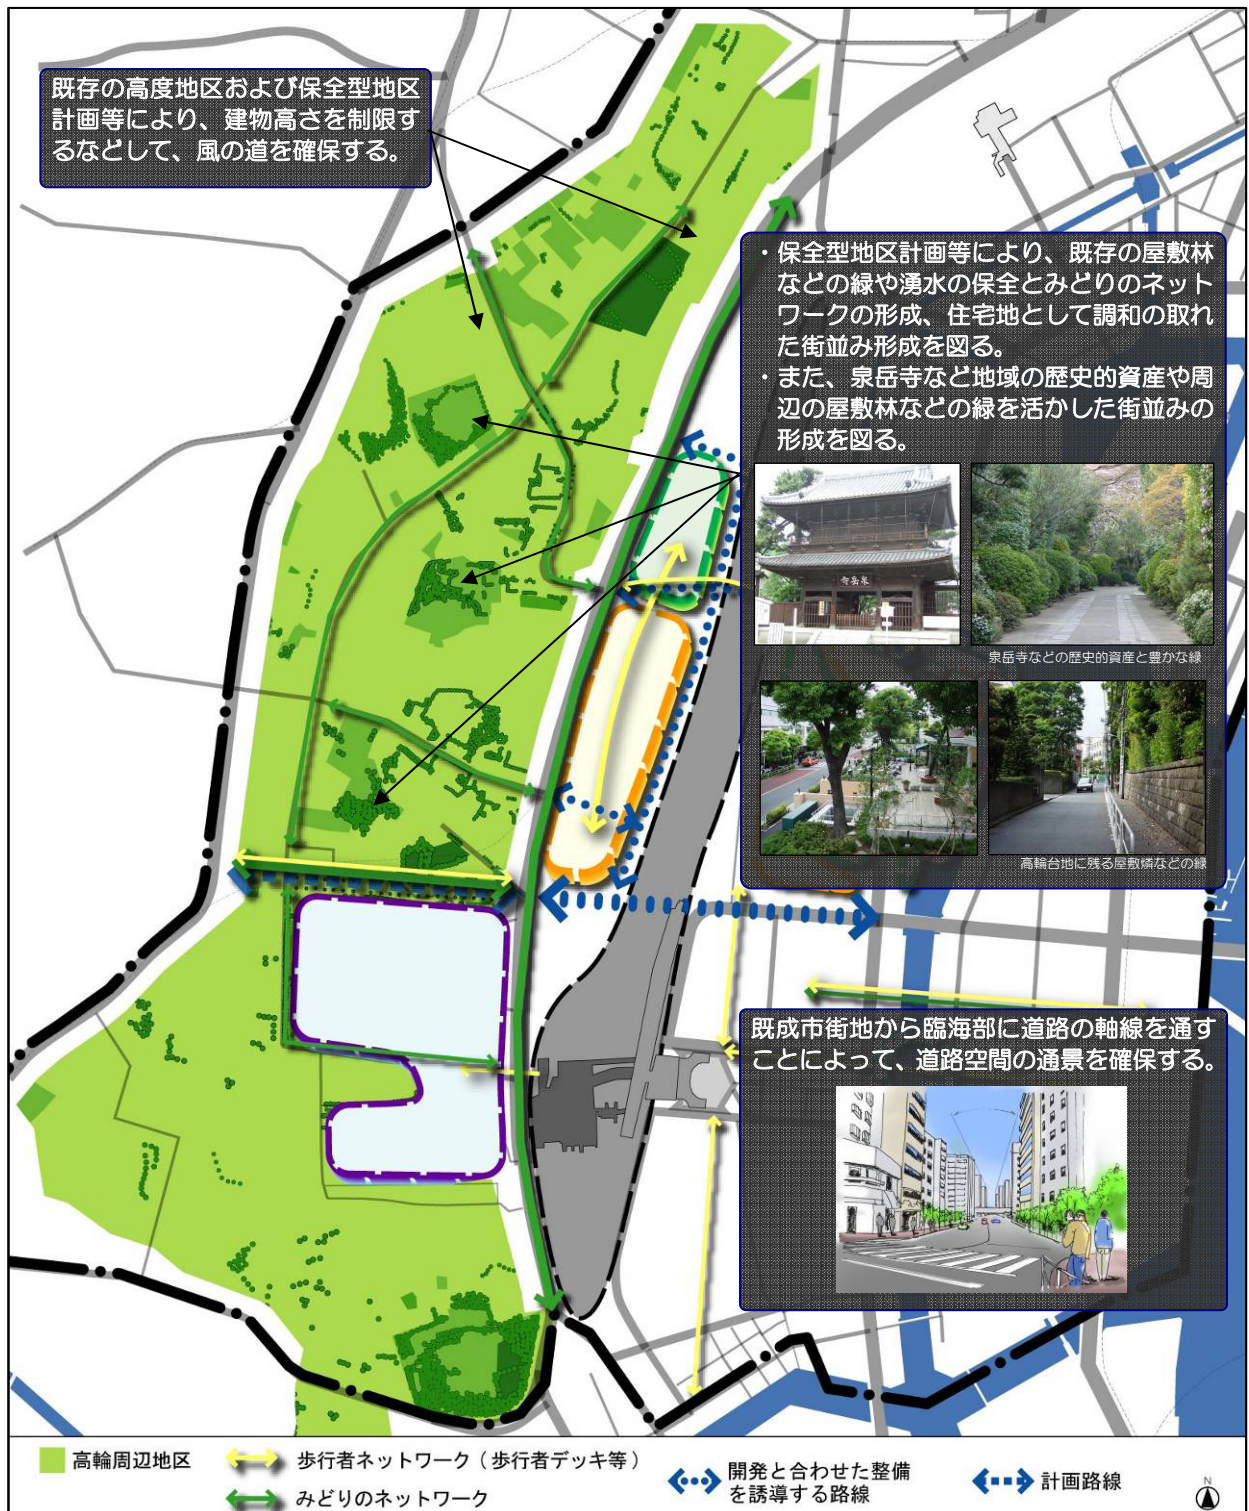 既存の高度地区および保全型地区
計画等により、建物高さを制限す
るなどして、風の道を確保する。
・保全型地区計画等により、既存の屋敷林
などの緑や湧水の保全とみどりのネット
ワークの形成、住宅地として調和の取れ
た街並み形成を図る。
・また、泉岳寺など地域の歴史的資産や周
辺の屋敷林などの緑を活かした街並みの
形成を図る。
寺岳泉
泉岳寺などの歴史的資産と豊かな緑
高輪台地に残る屋敷燐などの緑
既成市街地から臨海部に道路の軸線を通す
ことによって、道路空間の通景を確保する。
高輪周辺地区
歩行者ネットワーク（歩行者デッキ等）
みどりのネットワーク
開発と合わせた整備
を誘導する路線
計画路線
N